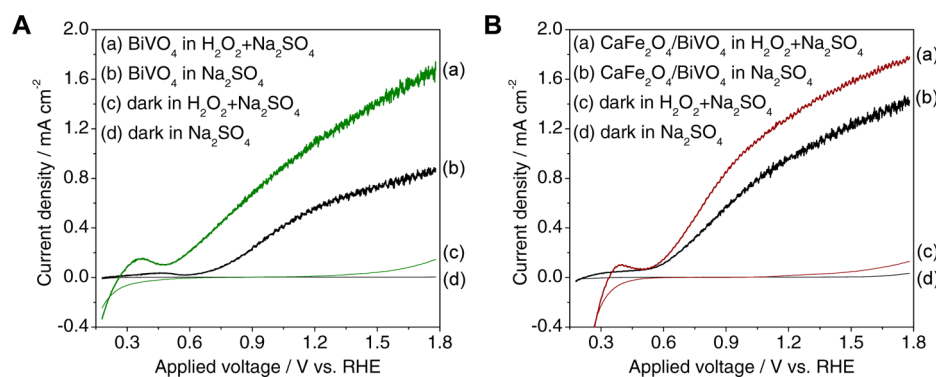 A
(a) BiVO₄ in H₂O₂+Na₂SO₄
(b) BiVO₄ in Na₂SO₄
(c) dark in H₂O₂+Na₂SO₄
(d) dark in Na₂SO₄
(a)
(b)
(c)
(d)
2.0
1.6
1.2
0.8
0.4
0.0
-0.4
0.3 0.6 0.9 1.2 1.5 1.8
Current density / mA cm⁻²
Applied voltage / V vs. RHE
B
(a) CaFe₂O₄/BiVO₄ in H₂O₂+Na₂SO₄
(b) CaFe₂O₄/BiVO₄ in Na₂SO₄
(c) dark in H₂O₂+Na₂SO₄
(d) dark in Na₂SO₄
(a)
(b)
(c)
(d)
2.0
1.6
1.2
0.8
0.4
0.0
-0.4
0.3 0.6 0.9 1.2 1.5 1.8
Current density / mA cm⁻²
Applied voltage / V vs. RHE